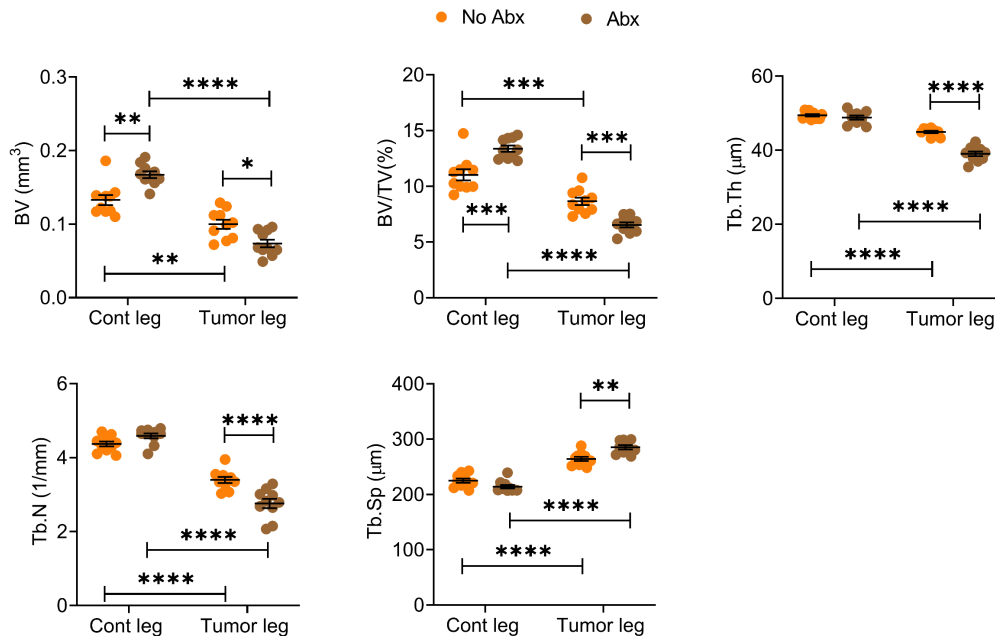 No Abx
Abx
BV (mm³)
0.3
0.2
0.1
0.0
**
****
*
**
Cont leg
Tumor leg
BV/TV(%)
20
15
10
5
0
***
***
***
****
Cont leg
Tumor leg
Tb.Th (μm)
60
40
20
0
****
****
****
Cont leg
Tumor leg
Tb.N (1/mm)
6
4
2
0
****
****
****
Cont leg
Tumor leg
Tb.Sp (μm)
400
300
200
100
0
**
****
****
Cont leg
Tumor leg